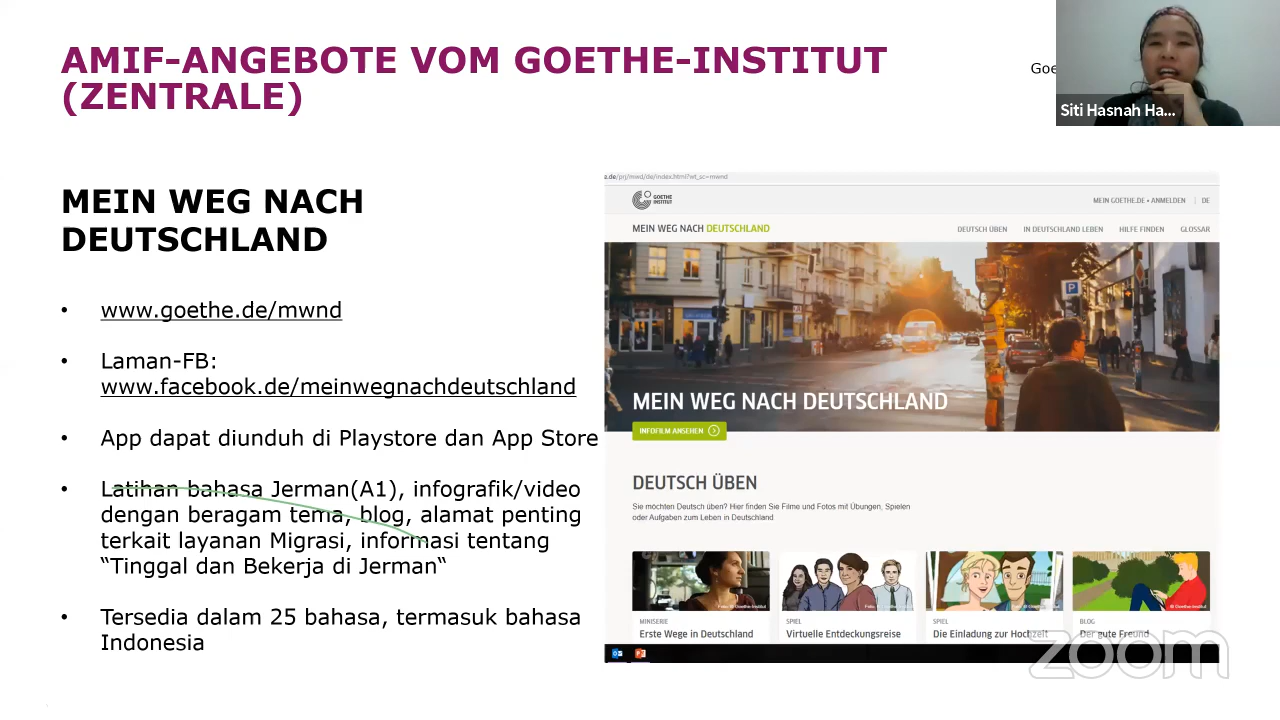 AMIF-ANGEBOTE VOM GOETHE-INSTITUT
(ZENTRALE)
Siti Hasnah Ha...
MEIN WEG NACH
DEUTSCHLAND
• www.goethe.de/mwnd
• Laman-FB:
www.facebook.de/meinwegnachdeutschland
• App dapat diunduh di Playstore dan App Store
• Latihan bahasa Jerman(A1), infografik/video
dengan beragam tema, blog, alamat penting
terkait layanan Migrasi, informasi tentang
“Tinggal dan Bekerja di Jerman“
• Tersedia dalam 25 bahasa, termasuk bahasa
Indonesia
GOETHE
INSTITUT
MEIN GOETHE.DE • ANMELDEN | DE
MEIN WEG NACH DEUTSCHLAND
DEUTSCH ÜBEN IN DEUTSCHLAND LEBEN HILFE FINDEN GLOSSAR
P
MEIN WEG NACH DEUTSCHLAND
INFOFILM ANSEHEN
DEUTSCH ÜBEN
Sie möchten Deutsch üben? Hier finden Sie Filme und Fotos mit Übungen, Spielen
oder Aufgaben zum Leben in Deutschland
MINISERIE
Erste Wege in Deutschland
SPIEL
Virtuelle Entdeckungsreise
SPIEL
Die Einladung zur Hochzeit
BLOG
Der gute Freund
zoom